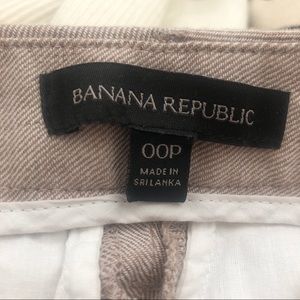 BANANA REPUBLIC
00P
MADE IN
SRI LANKA